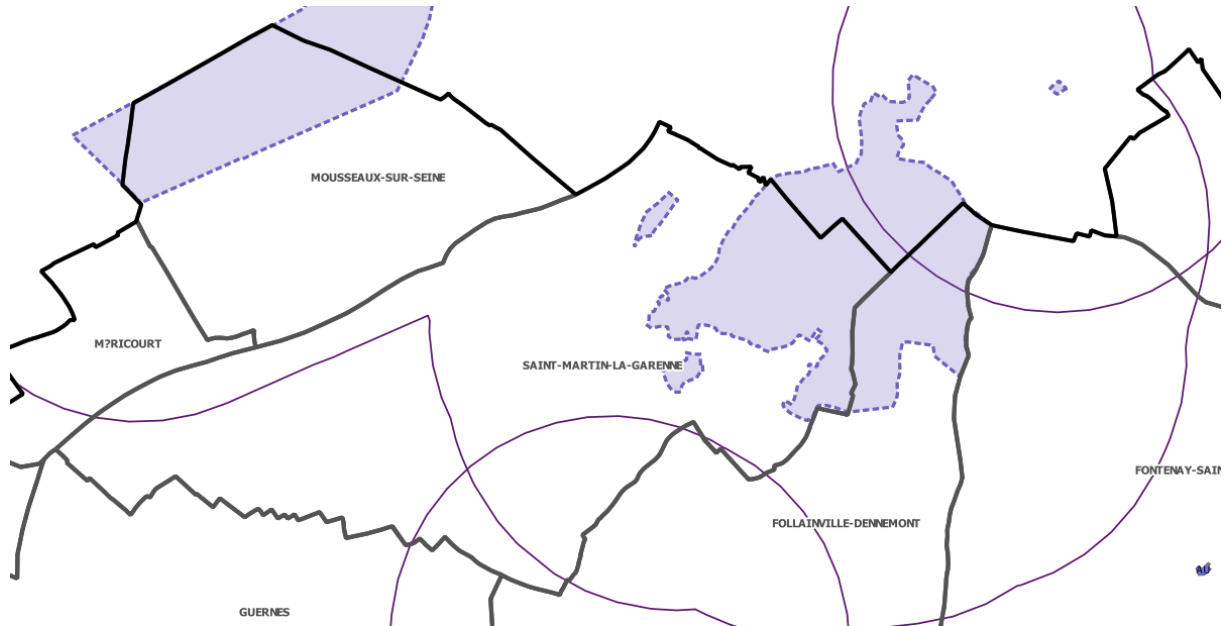 MOUSSEAUX-SUR-SEINE
M?RICOURT
SAINT-MARTIN-LA-GARENNE
FONTENAY-SAIN
FOLLAINVILLE-DENNEMONT
GUERNES